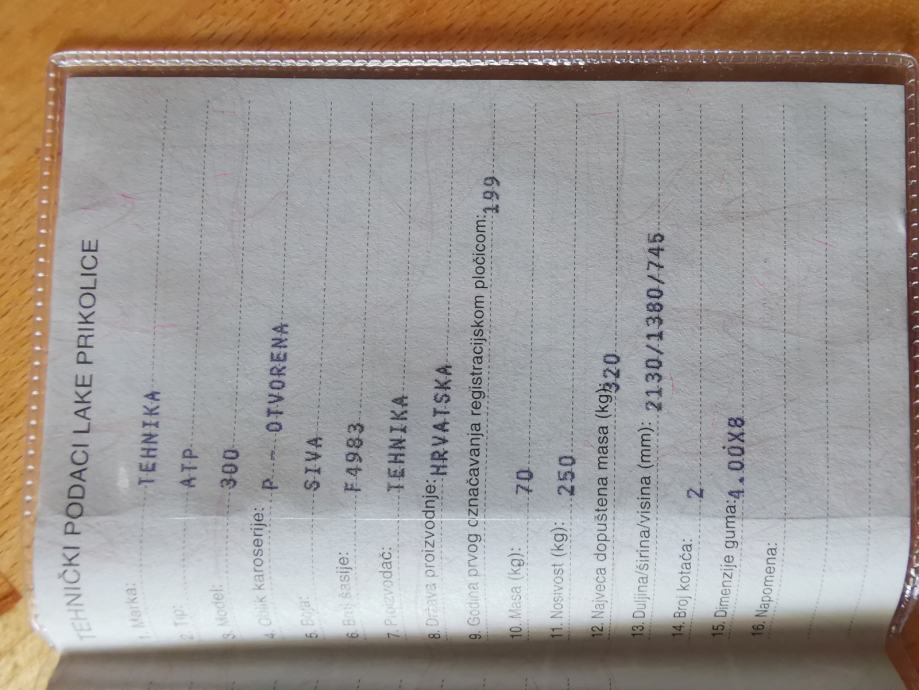 TEHNIČKI PODACI LAKE PRIKOLICE
1. Marka: TEHNIKA
2. Tip: ATP
3. Model: 300
4. Oblik karoserije: P - OTVORENA
5. Boja: SIVA
6. Broj šasije: F4983
7. Proizvođač: TEHNIKA
8. Država proizvodnje: HRVATSKA
9. Godina prvog označavanja registracijskom pločicom: 199
10. Masa (kg): 70
11. Nosivost (kg): 250
12. Najveća dopuštena masa (kg): 320
13. Duljina/širina/visina (mm): 2130/1380/745
14. Broj kotača: 2
15. Dimenzije guma: 4.00X8
16. Napomena: